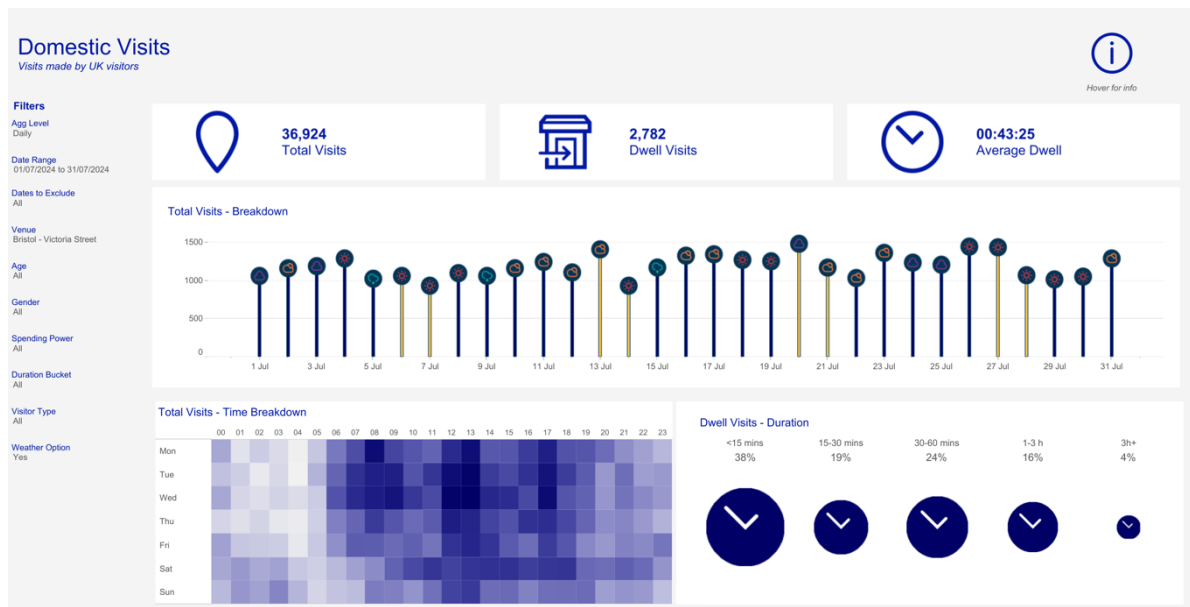 Domestic Visits
Visits made by UK visitors
Hover for info
Filters
Agg Level
Daily
Date Range
01/07/2024 to 31/07/2024
Dates to Exclude
All
Venue
Bristol - Victoria Street
Age
All
Gender
All
Spending Power
All
Duration Bucket
All
Visitor Type
All
Weather Option
Yes
36,924
Total Visits
2,782
Dwell Visits
00:43:25
Average Dwell
Total Visits - Breakdown
1500
1000
500
0
1 Jul 3 Jul 5 Jul 7 Jul 9 Jul 11 Jul 13 Jul 15 Jul 17 Jul 19 Jul 21 Jul 23 Jul 25 Jul 27 Jul 29 Jul 31 Jul
Total Visits - Time Breakdown
00 01 02 03 04 05 06 07 08 09 10 11 12 13 14 15 16 17 18 19 20 21 22 23
Mon
Tue
Wed
Thu
Fri
Sat
Sun
Dwell Visits - Duration
<15 mins 15-30 mins 30-60 mins 1-3 h 3h+
38% 19% 24% 16% 4%